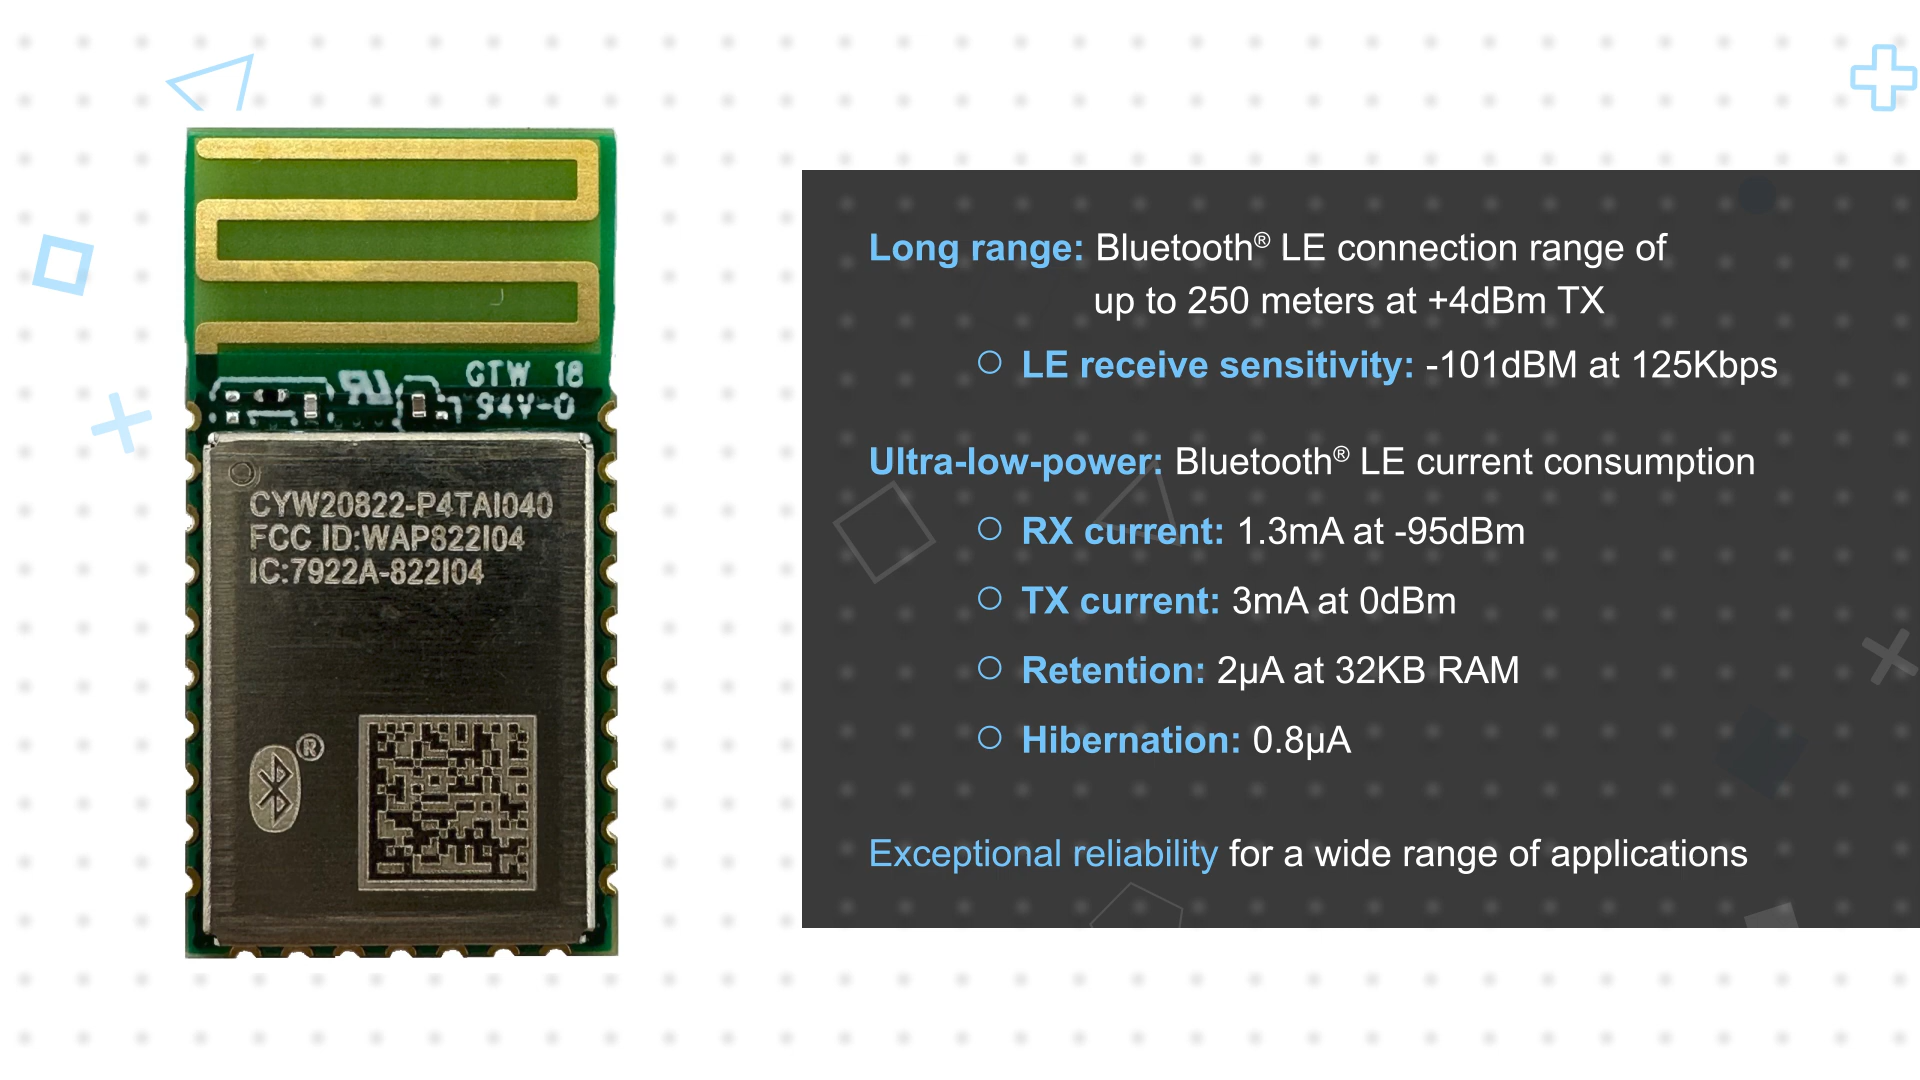 GTW 18
94V-0
CYW20822-P4TAI040
FCC ID:WAP822I04
IC:7922A-822I04
®
Long range: Bluetooth® LE connection range of
up to 250 meters at +4dBm TX
LE receive sensitivity: -101dBM at 125Kbps
Ultra-low-power: Bluetooth® LE current consumption
RX current: 1.3mA at -95dBm
TX current: 3mA at 0dBm
Retention: 2µA at 32KB RAM
Hibernation: 0.8µA
Exceptional reliability for a wide range of applications